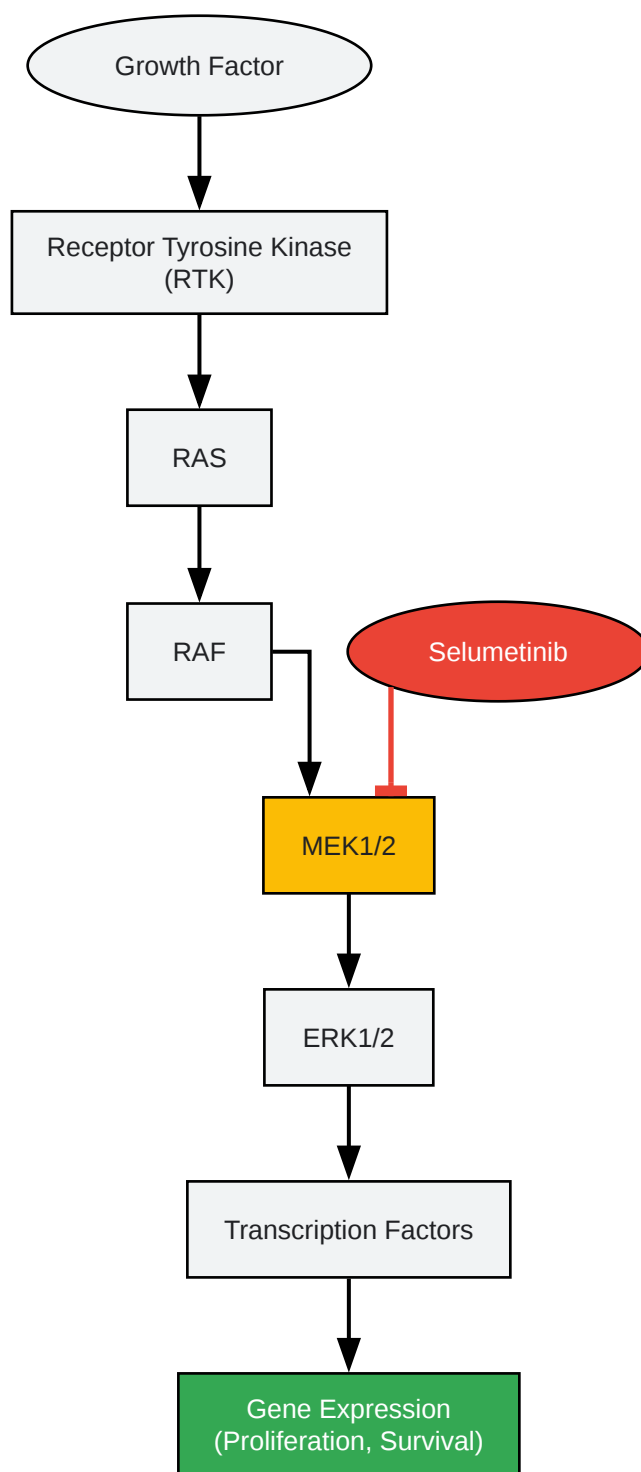 Growth Factor
Receptor Tyrosine Kinase
(RTK)
RAS
RAF
Selumetinib
MEK1/2
ERK1/2
Transcription Factors
Gene Expression
(Proliferation, Survival)